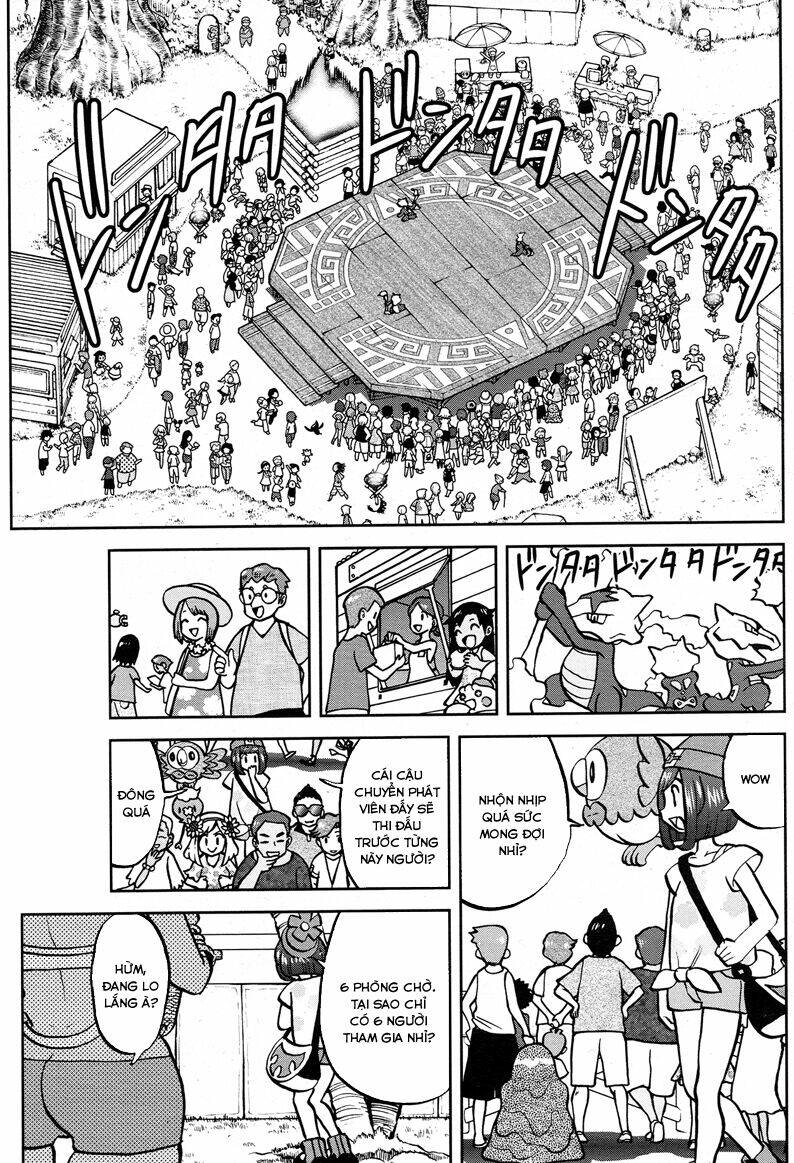 ドンドンタタ
ドンタタ
ドンタタ
ドンタタドンタタドンタタ
WOW
NHỘN NHỊP
QUÁ SỨC
MONG ĐỢI
NHỈ?
CÁI CẬU
CHUYỂN PHÁT
VIÊN ĐẤY SẼ
THI ĐẤU
TRƯỚC TỪNG
NÀY NGƯỜI?
ĐÔNG
QUÁ
6 PHÒNG CHỜ.
TẠI SAO CHỈ
CÓ 6 NGƯỜI
THAM GIA NHỈ?
HỪM,
ĐANG LO
LẮNG À?